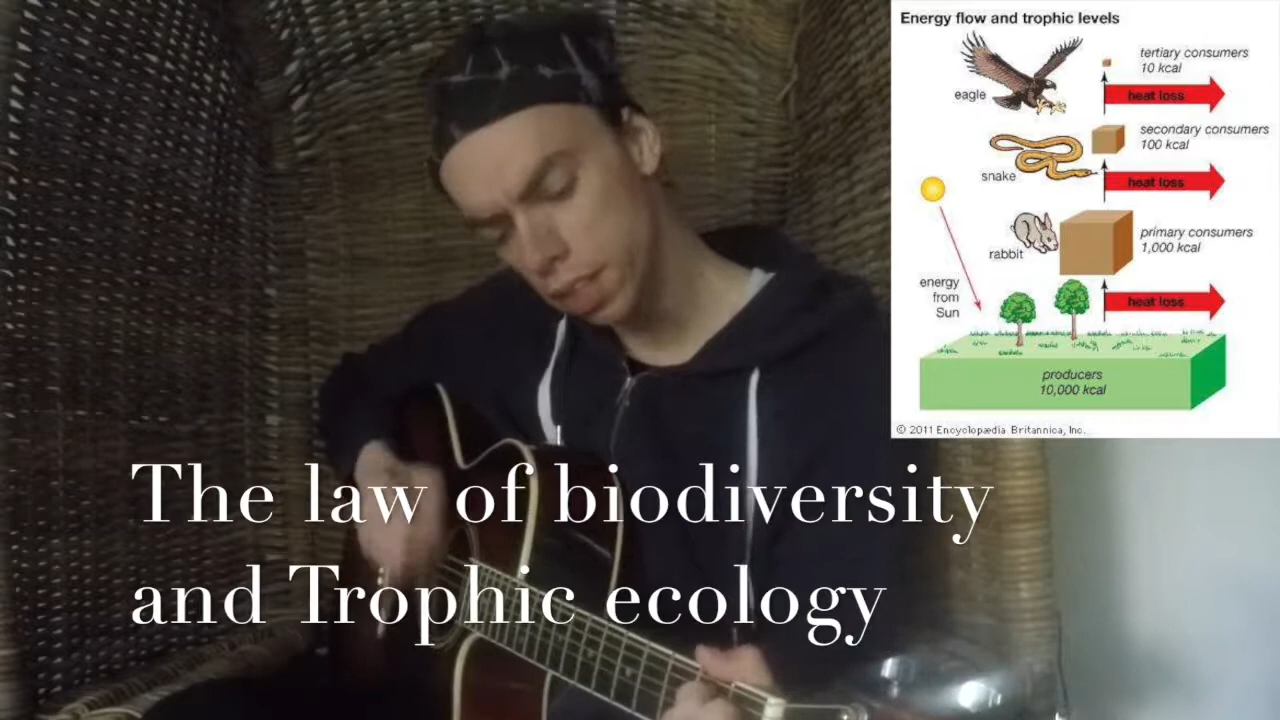 Energy flow and trophic levels
tertiary consumers
10 kcal
eagle
heat loss
secondary consumers
100 kcal
snake
heat loss
primary consumers
1,000 kcal
rabbit
energy
from
Sun
heat loss
producers
10,000 kcal
© 2011 Encyclopædia Britannica, Inc.
The law of biodiversity
and Trophic ecology